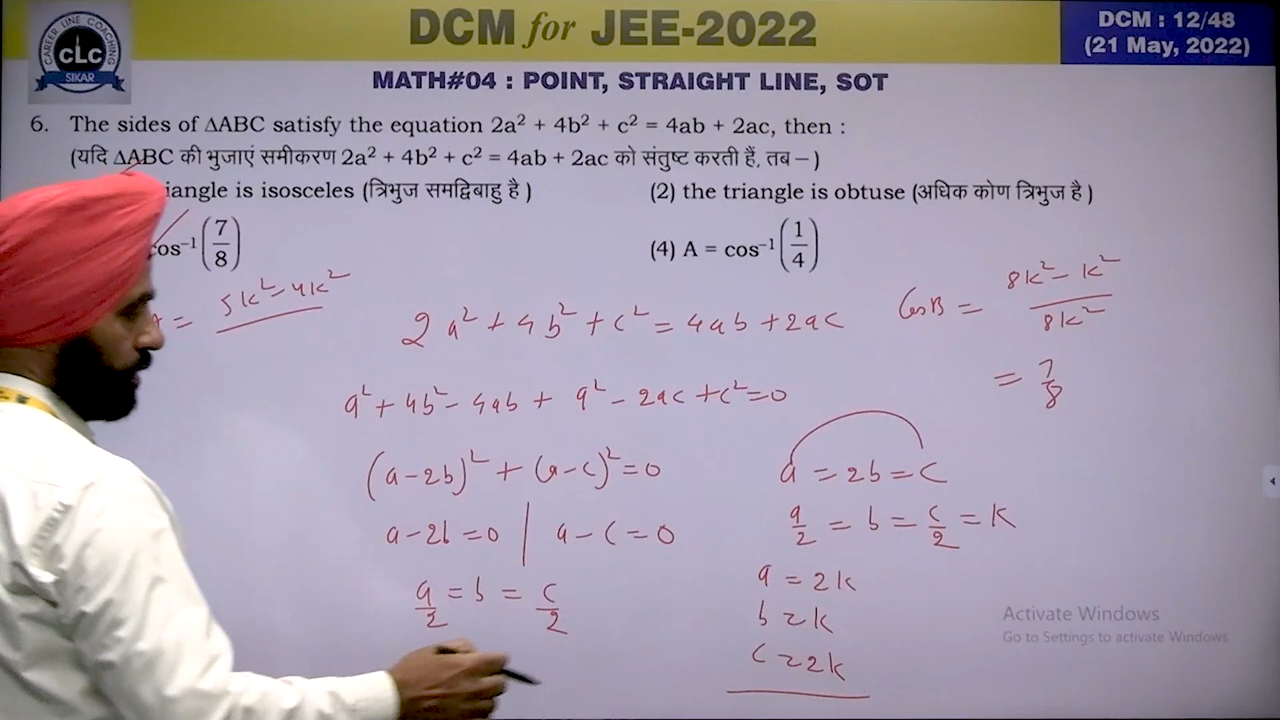 CAREER LINE COACHING
CLC
SIKAR
DCM for JEE-2022
DCM : 12/48
(21 May, 2022)
MATH#04 : POINT, STRAIGHT LINE, SOT
6. The sides of ΔABC satisfy the equation 2a² + 4b² + c² = 4ab + 2ac, then :
(यदि ΔABC की भुजाएं समीकरण 2a² + 4b² + c² = 4ab + 2ac को संतुष्ट करती हैं, तब –)
iangle is isosceles (त्रिभुज समद्विबाहु है )
(2) the triangle is obtuse (अधिक कोण त्रिभुज है )
cos⁻¹(7/8)
(4) A = cos⁻¹(1/4)
= 5k² - 4k²
2a² + 4b² + c² = 4ab + 2ac
CosB = (8k² - k²)/8k²
= 7/8
a² + 4b² - 4ab + a² - 2ac + c² = 0
(a-2b)² + (a-c)² = 0
a = 2b = c
a-2b = 0 | a-c = 0
a/2 = b = c/2 = K
a/2 = b = c/2
a = 2k
b = k
c = 2k
Activate Windows
Go to Settings to activate Windows